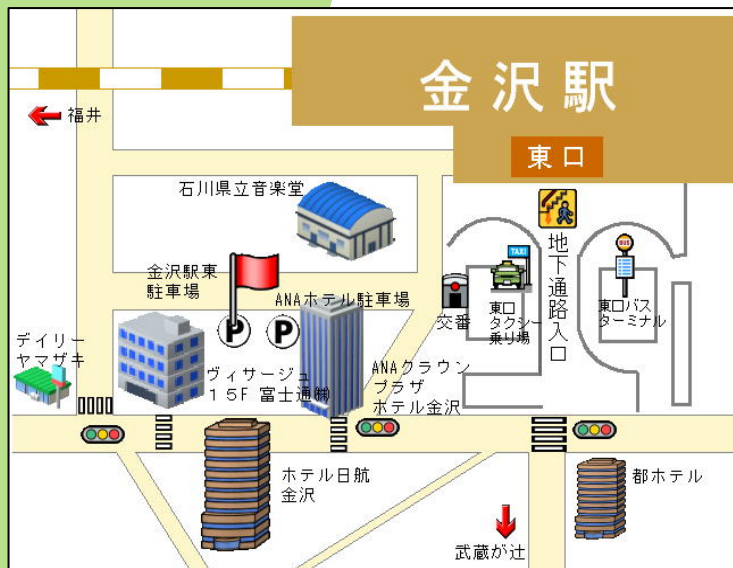 金沢駅
東口
福井
石川県立音楽堂
金沢駅東
駐車場
ANAホテル駐車場
地下通路入口
TAXI
BUS
交番
東口
タクシー
乗り場
東口バス
ターミナル
デイリー
ヤマザキ
P
P
ヴィサージュ
15F 富士通㈱
ANAクラウン
プラザ
ホテル金沢
ホテル日航
金沢
都ホテル
武蔵が辻